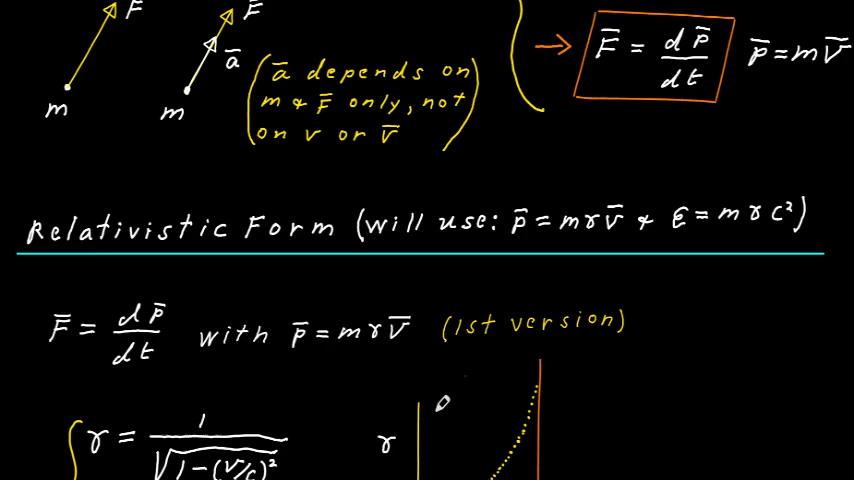 F̄ F̄
ā
m m
(ā depends on
m & F̄ only, not
on v or v̄)
→ F̄ = dp̄/dt p̄ = mv̄
Relativistic Form (will use: p̄ = mγv̄ & ε = mγc²)
F̄ = dp̄/dt with p̄ = mγv̄ (1st version)
γ = 1/√(1-(v/c)²) γ